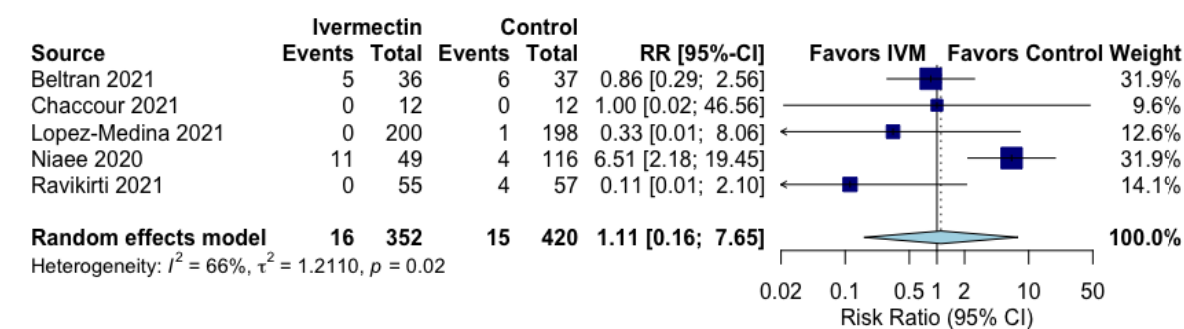 Ivermectin Control
Source Events Total Events Total RR [95%-CI] Favors IVM Favors Control Weight
Beltran 2021 5 36 6 37 0.86 [0.29; 2.56] 31.9%
Chaccour 2021 0 12 0 12 1.00 [0.02; 46.56] 9.6%
Lopez-Medina 2021 0 200 1 198 0.33 [0.01; 8.06] 12.6%
Niaee 2020 11 49 4 116 6.51 [2.18; 19.45] 31.9%
Ravikirti 2021 0 55 4 57 0.11 [0.01; 2.10] 14.1%
Random effects model 16 352 15 420 1.11 [0.16; 7.65] 100.0%
Heterogeneity: I² = 66%, τ² = 1.2110, p = 0.02
0.02 0.1 0.5 1 2 10 50
Risk Ratio (95% CI)